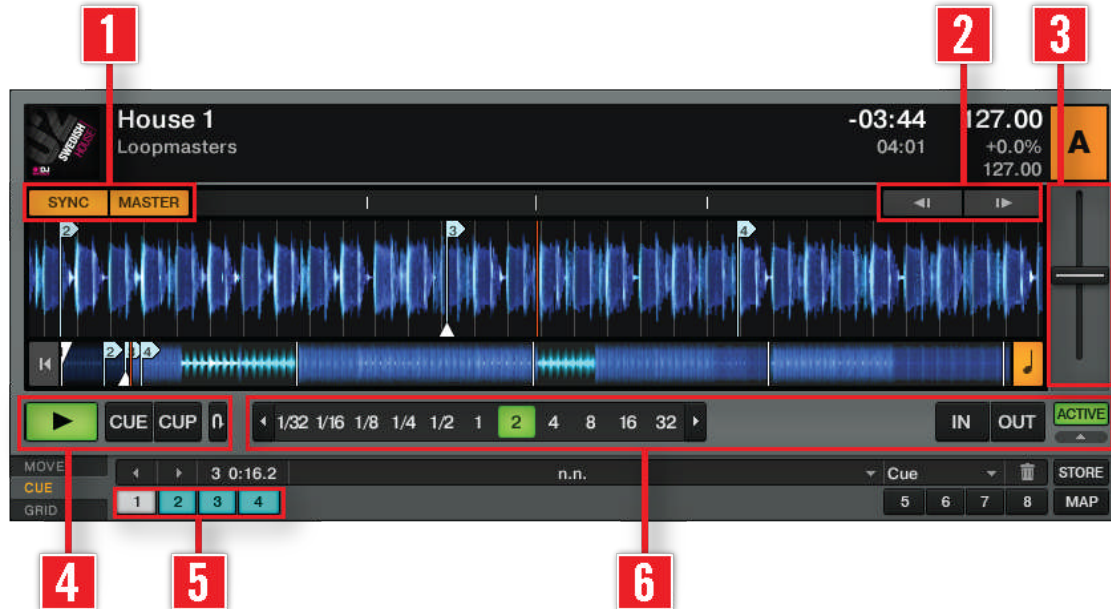 1
2
3
SWEDISH
HOUSE
DJ
House 1
Loopmasters
-03:44
04:01
127.00
+0.0%
127.00
A
SYNC MASTER
2 3 4
2 3 4
CUE CUP
1/32 1/16 1/8 1/4 1/2 1 2 4 8 16 32
IN OUT
ACTIVE
MOVE
CUE
GRID
3 0:16.2
n.n.
Cue
STORE
1 2 3 4
5 6 7 8
MAP
4
5
6